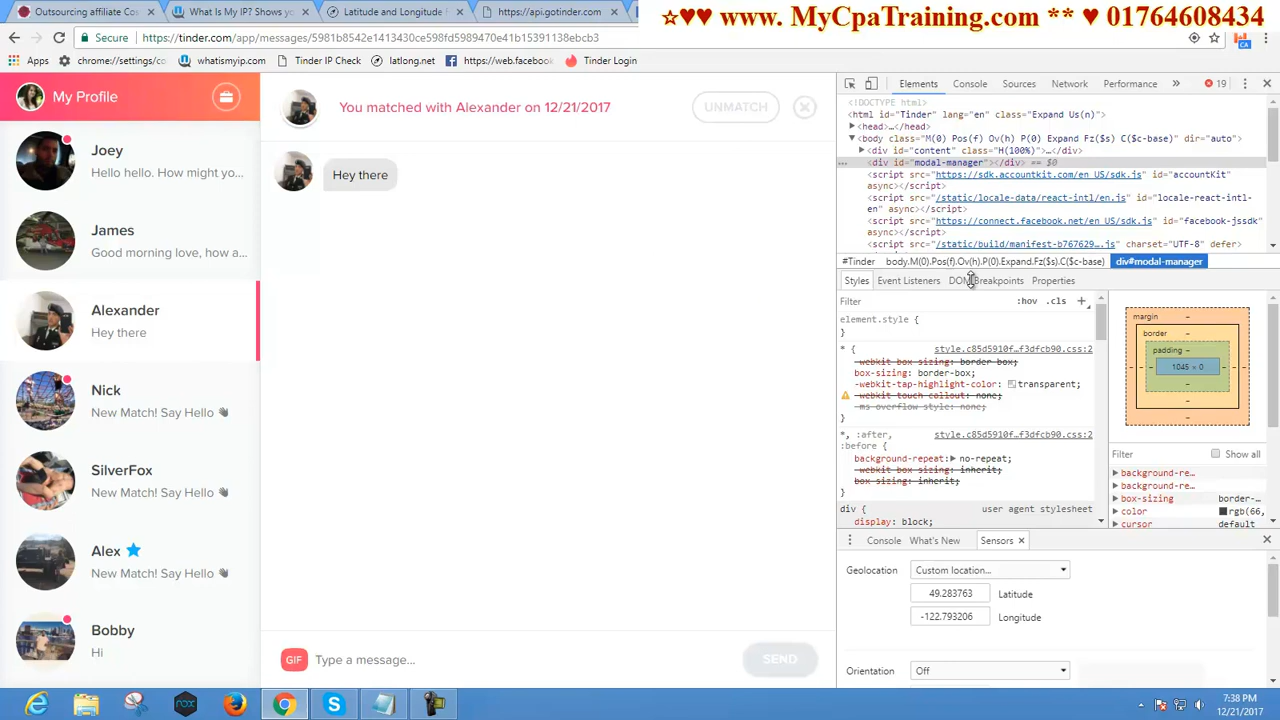 Outsourcing affiliate Co
What Is My IP? Shows yo
Latitude and Longitude F
https://api.gotinder.com
☆♥♥ www. MyCpaTraining.com ** ♥ 01764608434
Secure
https://tinder.com/app/messages/5981b8542e1413430ce598fd5989470e41b15391138ebcb3
Apps
chrome://settings/co
whatismyip.com
Tinder IP Check
latlong.net
https://web.facebook
Tinder Login
My Profile
You matched with Alexander on 12/21/2017
UNMATCH
Joey
Hello hello. How might yo...
James
Good morning love, how a...
Alexander
Hey there
Nick
New Match! Say Hello
SilverFox
New Match! Say Hello
Alex
New Match! Say Hello
Bobby
Hi
Hey there
GIF
Type a message...
SEND
Elements Console Sources Network Performance » 19
<!DOCTYPE html>
<html id="Tinder" lang="en" class="Expand Us(n)">
<head>…</head>
<body class="M(0) Pos(f) Ov(h) P(0) Expand Fz($s) C($c-base)" dir="auto">
<div id="content" class="H(100%)">…</div>
<div id="modal-manager"></div> == $0
<script src="https://sdk.accountkit.com/en_US/sdk.js" id="accountKit"
async></script>
<script src="/static/locale-data/react-intl/en.js" id="locale-react-intl-
en" async></script>
<script src="https://connect.facebook.net/en_US/sdk.js" id="facebook-jssdk"
async></script>
<script src="/static/build/manifest-b767629….js" charset="UTF-8" defer>
#Tinder body.M(0).Pos(f).Ov(h).P(0).Expand.Fz($s).C($c-base) div#modal-manager
Styles Event Listeners DOM Breakpoints Properties
Filter :hov .cls +
element.style {
}
* { style.c85d5910f…f3dfcb90.css:2
-webkit-box-sizing: border-box;
box-sizing: border-box;
-webkit-tap-highlight-color: transparent;
-webkit-touch-callout: none;
-ms-overflow-style: none;
}
*, :after, style.c85d5910f…f3dfcb90.css:2
:before {
background-repeat: no-repeat;
-webkit-box-sizing: inherit;
box-sizing: inherit;
}
div { user agent stylesheet
display: block;
margin –
border –
padding –
1045 × 0
Filter Show all
background-re…
background-re…
box-sizing border-…
color rgb(66,
cursor default
Console What's New Sensors ×
Geolocation Custom location...
49.283763 Latitude
-122.793206 Longitude
Orientation Off
7:38 PM
12/21/2017